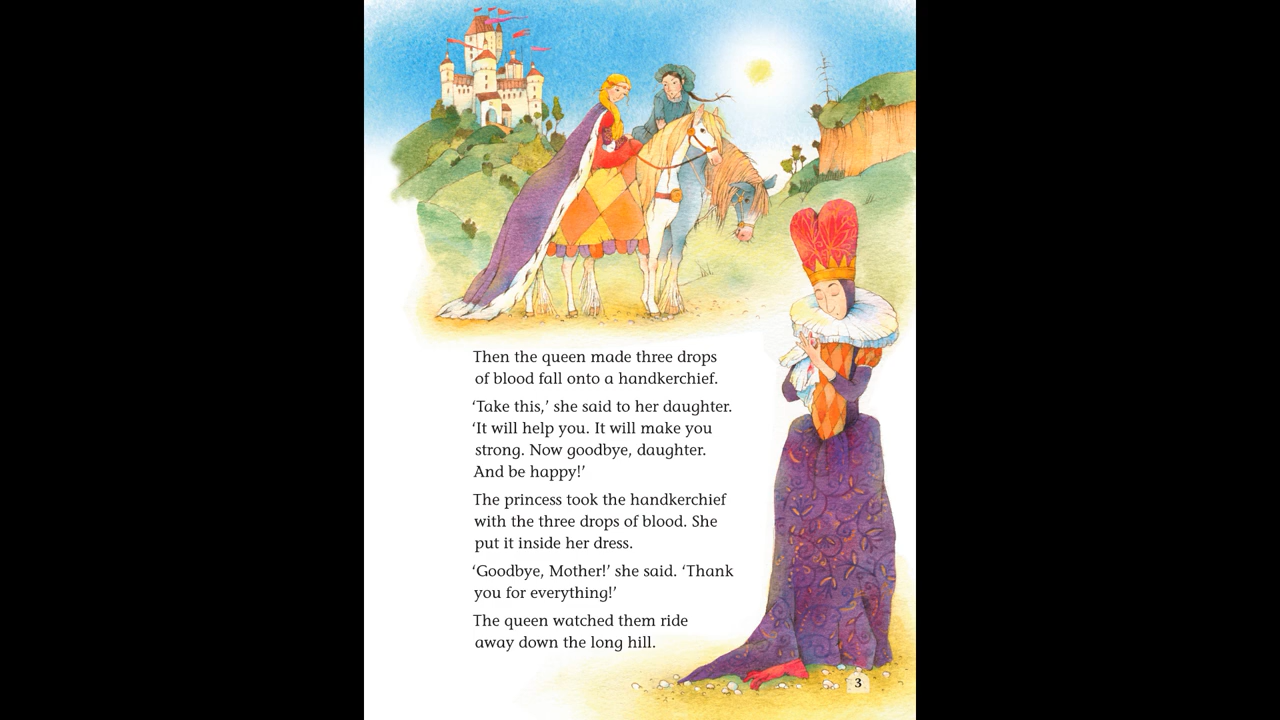 Then the queen made three drops
of blood fall onto a handkerchief.
‘Take this,’ she said to her daughter.
‘It will help you. It will make you
strong. Now goodbye, daughter.
And be happy!’
The princess took the handkerchief
with the three drops of blood. She
put it inside her dress.
‘Goodbye, Mother!’ she said. ‘Thank
you for everything!’
The queen watched them ride
away down the long hill.
3